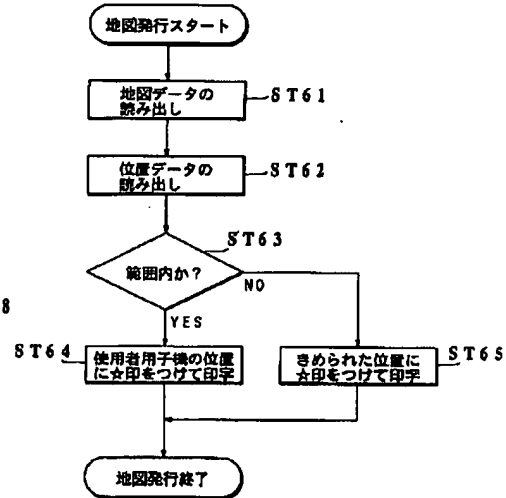 地図発行スタート
地図データの
読み出し
ST61
位置データの
読み出し
ST62
ST63
範囲内か?
NO
8
YES
ST64
使用者用子機の位置
に☆印をつけて印字
きめられた位置に
☆印をつけて印字
ST65
地図発行終了